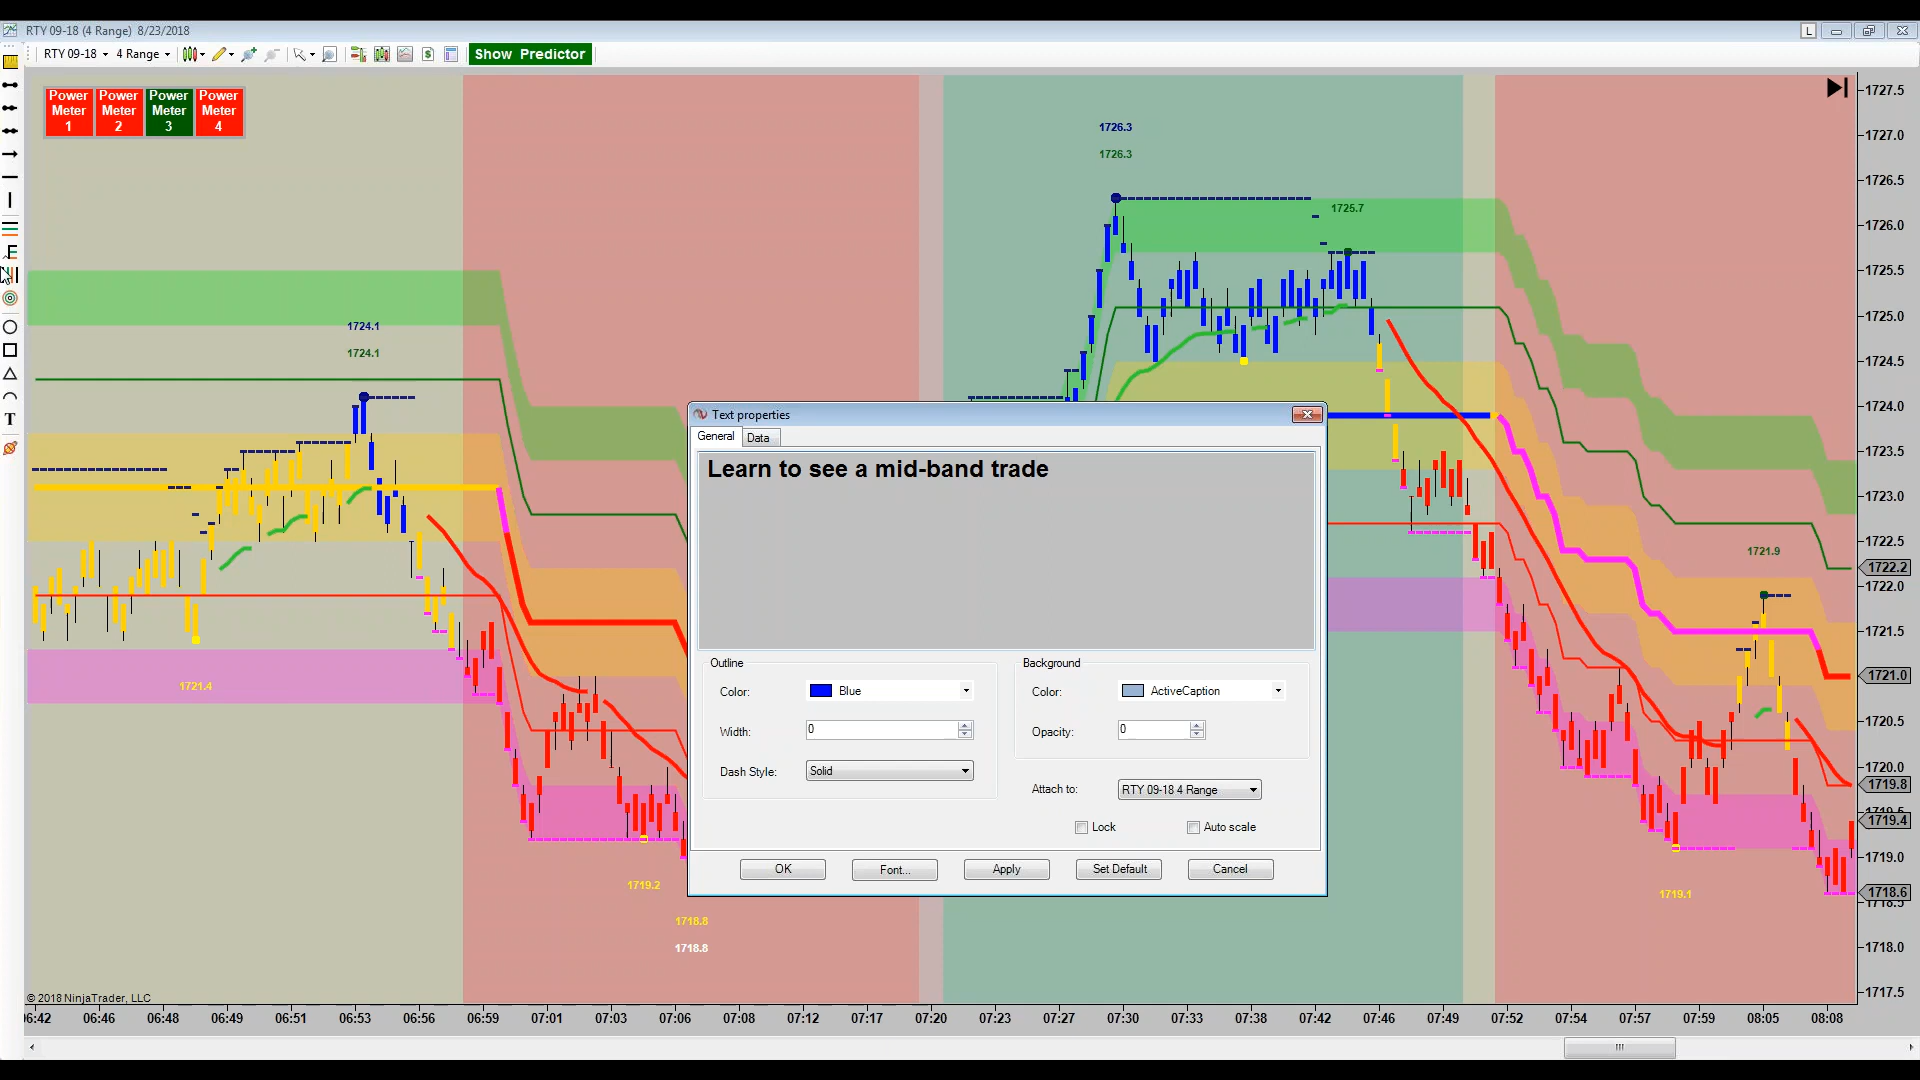 RTY 09-18 (4 Range) 8/23/2018
L
RTY 09-18
4 Range
Show Predictor
Power Meter 1
Power Meter 2
Power Meter 3
Power Meter 4
1726.3
1726.3
1725.7
1724.1
1724.1
1721.4
1719.2
1718.8
1718.8
1721.9
1719.1
Text properties
General
Data
Learn to see a mid-band trade
Outline
Color:
Blue
Width:
0
Dash Style:
Solid
Background
Color:
ActiveCaption
Opacity:
0
Attach to:
RTY 09-18 4 Range
Lock
Auto scale
OK
Font...
Apply
Set Default
Cancel
T
1727.5
1727.0
1726.5
1726.0
1725.5
1725.0
1724.5
1724.0
1723.5
1723.0
1722.5
1722.2
1722.0
1721.5
1721.0
1720.5
1720.0
1719.8
1719.5
1719.4
1719.0
1718.6
1718.5
1718.0
1717.5
© 2018 NinjaTrader, LLC
06:42 06:46 06:48 06:49 06:51 06:53 06:56 06:59 07:01 07:03 07:06 07:08 07:12 07:17 07:20 07:23 07:27 07:30 07:33 07:38 07:42 07:46 07:49 07:52 07:54 07:57 07:59 08:05 08:08